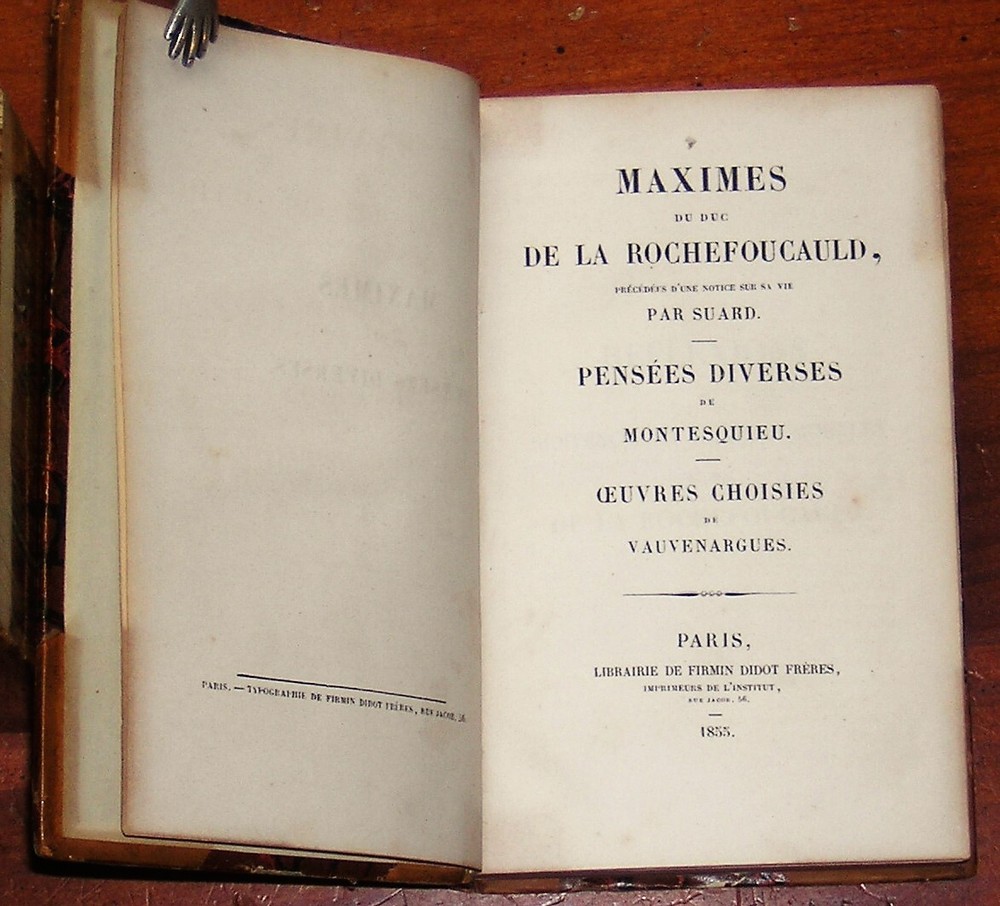 PARIS. — TYPOGRAPHIE DE FIRMIN DIDOT FRÈRES, RUE JACOB, 56.
MAXIMES
DU DUC
DE LA ROCHEFOUCAULD,
PRÉCÉDÉES D'UNE NOTICE SUR SA VIE
PAR SUARD.
PENSÉES DIVERSES
DE
MONTESQUIEU.
ŒUVRES CHOISIES
DE
VAUVENARGUES.
PARIS,
LIBRAIRIE DE FIRMIN DIDOT FRÈRES,
IMPRIMEURS DE L'INSTITUT,
RUE JACOB, 56.
1855.